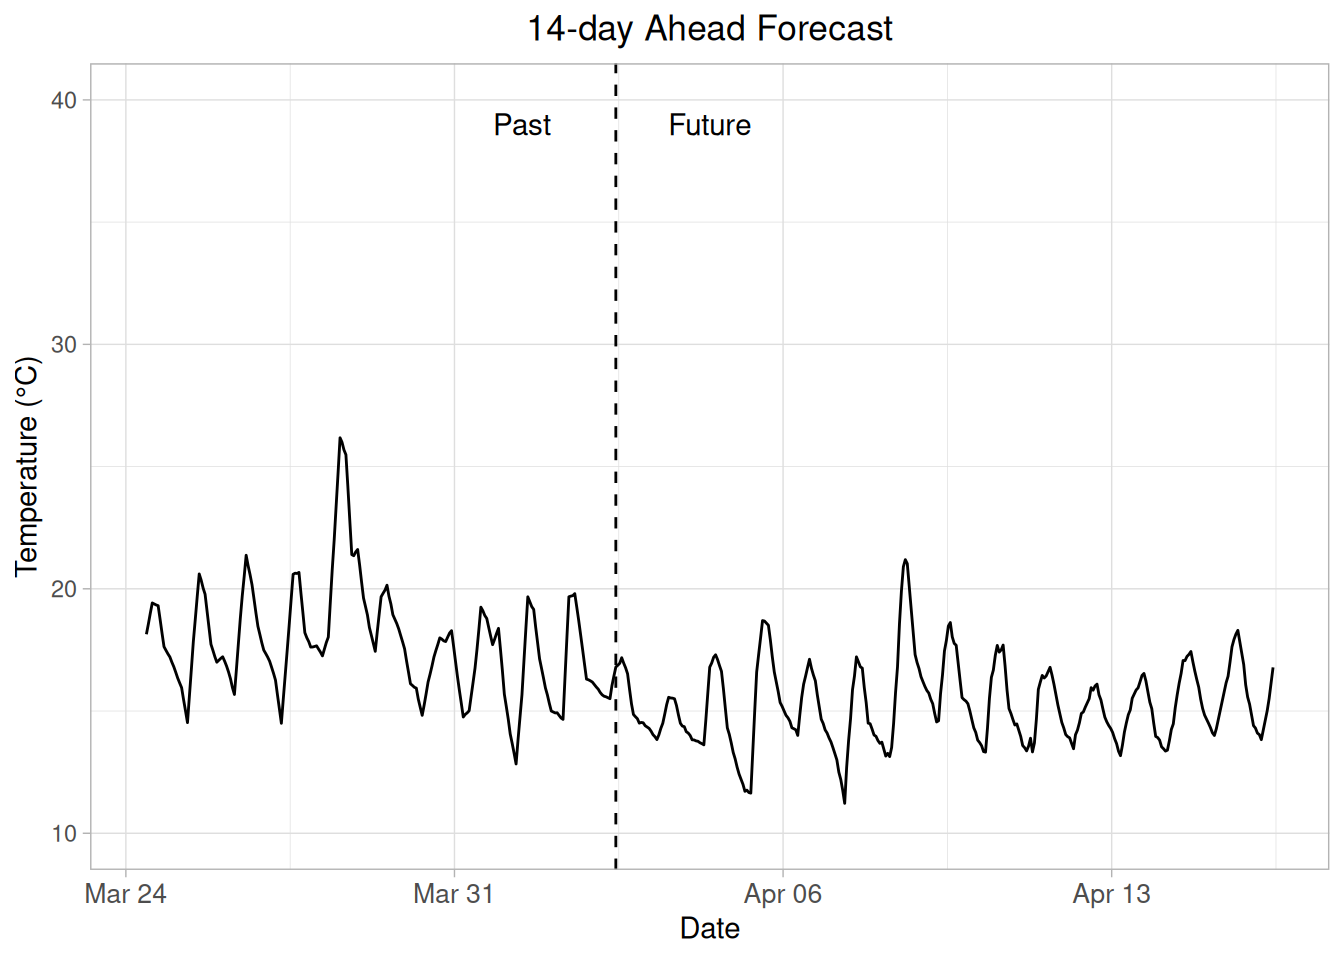 14-day Ahead Forecast
40
Past
Future
30
Temperature (°C)
20
10
Mar 24
Mar 31
Apr 06
Apr 13
Date